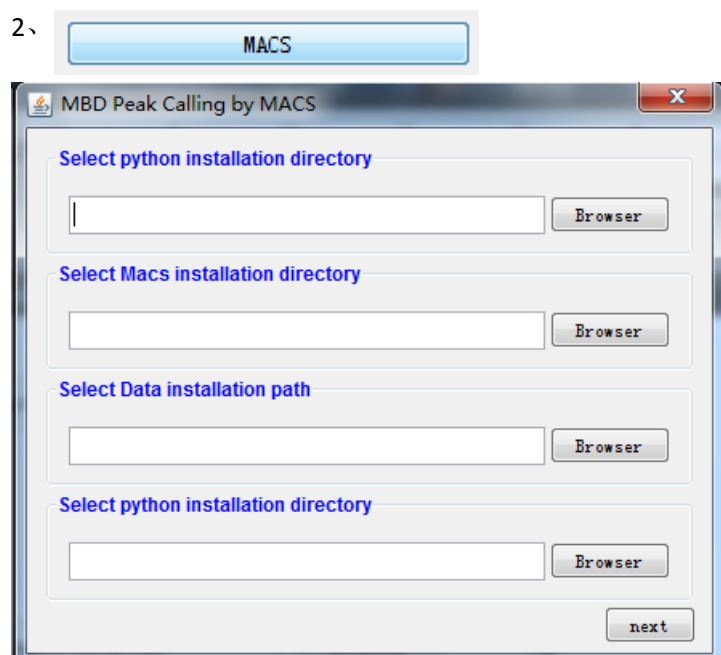 2、
MACS
MBD Peak Calling by MACS
Select python installation directory
Browser
Select Macs installation directory
Browser
Select Data installation path
Browser
Select python installation directory
Browser
next